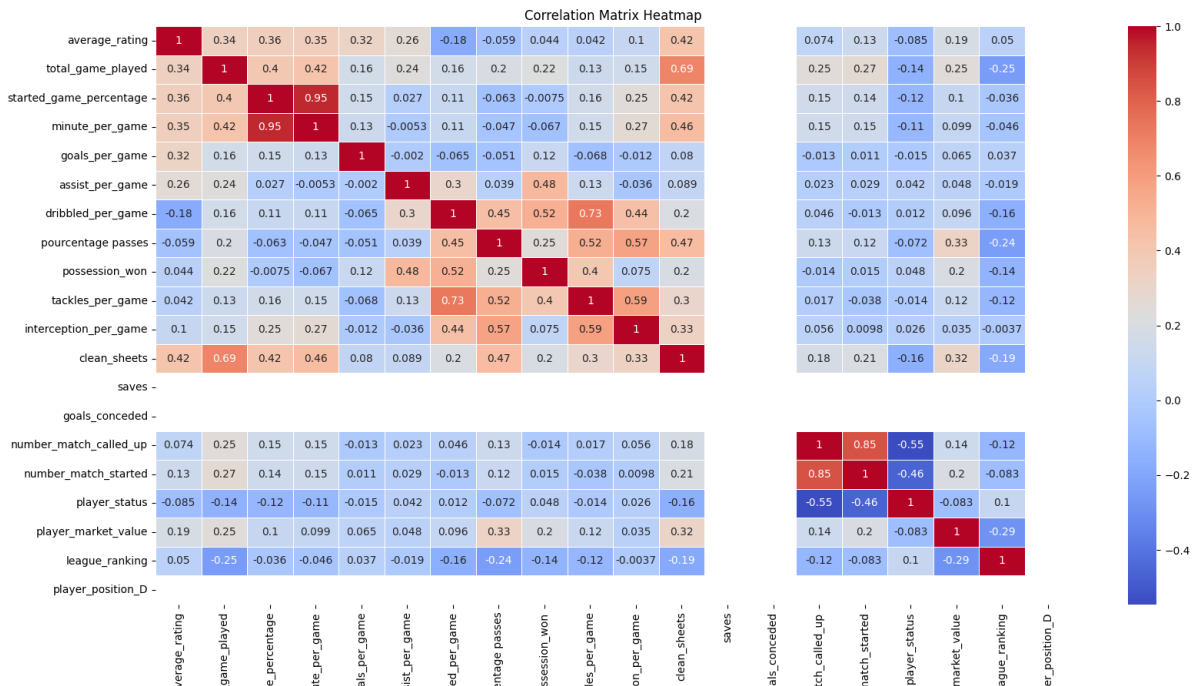 Correlation Matrix Heatmap
average_rating 1 0.34 0.36 0.35 0.32 0.26 -0.18 -0.059 0.044 0.042 0.1 0.42 0.074 0.13 -0.085 0.19 0.05
total_game_played 0.34 1 0.4 0.42 0.16 0.24 0.16 0.2 0.22 0.13 0.15 0.69 0.25 0.27 -0.14 0.25 -0.25
started_game_percentage 0.36 0.4 1 0.95 0.15 0.027 0.11 -0.063 -0.0075 0.16 0.25 0.42 0.15 0.14 -0.12 0.1 -0.036
minute_per_game 0.35 0.42 0.95 1 0.13 -0.0053 0.11 -0.047 -0.067 0.15 0.27 0.46 0.15 0.15 -0.11 0.099 -0.046
goals_per_game 0.32 0.16 0.15 0.13 1 -0.002 -0.065 -0.051 0.12 -0.068 -0.012 0.08 -0.013 0.011 -0.015 0.065 0.037
assist_per_game 0.26 0.24 0.027 -0.0053 -0.002 1 0.3 0.039 0.48 0.13 -0.036 0.089 0.023 0.029 0.042 0.048 -0.019
dribbled_per_game -0.18 0.16 0.11 0.11 -0.065 0.3 1 0.45 0.52 0.73 0.44 0.2 0.046 -0.013 0.012 0.096 -0.16
pourcentage passes -0.059 0.2 -0.063 -0.047 -0.051 0.039 0.45 1 0.25 0.52 0.57 0.47 0.13 0.12 -0.072 0.33 -0.24
possession_won 0.044 0.22 -0.0075 -0.067 0.12 0.48 0.52 0.25 1 0.4 0.075 0.2 -0.014 0.015 0.048 0.2 -0.14
tackles_per_game 0.042 0.13 0.16 0.15 -0.068 0.13 0.73 0.52 0.4 1 0.59 0.3 0.017 -0.038 -0.014 0.12 -0.12
interception_per_game 0.1 0.15 0.25 0.27 -0.012 -0.036 0.44 0.57 0.075 0.59 1 0.33 0.056 0.0098 0.026 0.035 -0.0037
clean_sheets 0.42 0.69 0.42 0.46 0.08 0.089 0.2 0.47 0.2 0.3 0.33 1 0.18 0.21 -0.16 0.32 -0.19
saves
goals_conceded
number_match_called_up 0.074 0.25 0.15 0.15 -0.013 0.023 0.046 0.13 -0.014 0.017 0.056 0.18 1 0.85 -0.55 0.14 -0.12
number_match_started 0.13 0.27 0.14 0.15 0.011 0.029 -0.013 0.12 0.015 -0.038 0.0098 0.21 0.85 1 -0.46 0.2 -0.083
player_status -0.085 -0.14 -0.12 -0.11 -0.015 0.042 0.012 -0.072 0.048 -0.014 0.026 -0.16 -0.55 -0.46 1 -0.083 0.1
player_market_value 0.19 0.25 0.1 0.099 0.065 0.048 0.096 0.33 0.2 0.12 0.035 0.32 0.14 0.2 -0.083 1 -0.29
league_ranking 0.05 -0.25 -0.036 -0.046 0.037 -0.019 -0.16 -0.24 -0.14 -0.12 -0.0037 -0.19 -0.12 -0.083 0.1 -0.29 1
player_position_D
verage_rating
game_played
e_percentage
ute_per_game
als_per_game
sist_per_game
ed_per_game
entage passes
ssession_won
les_per_game
on_per_game
clean_sheets
saves
als_conceded
tch_called_up
atch_started
player_status
market_value
ague_ranking
er_position_D
1.0
0.8
0.6
0.4
0.2
0.0
−0.2
−0.4